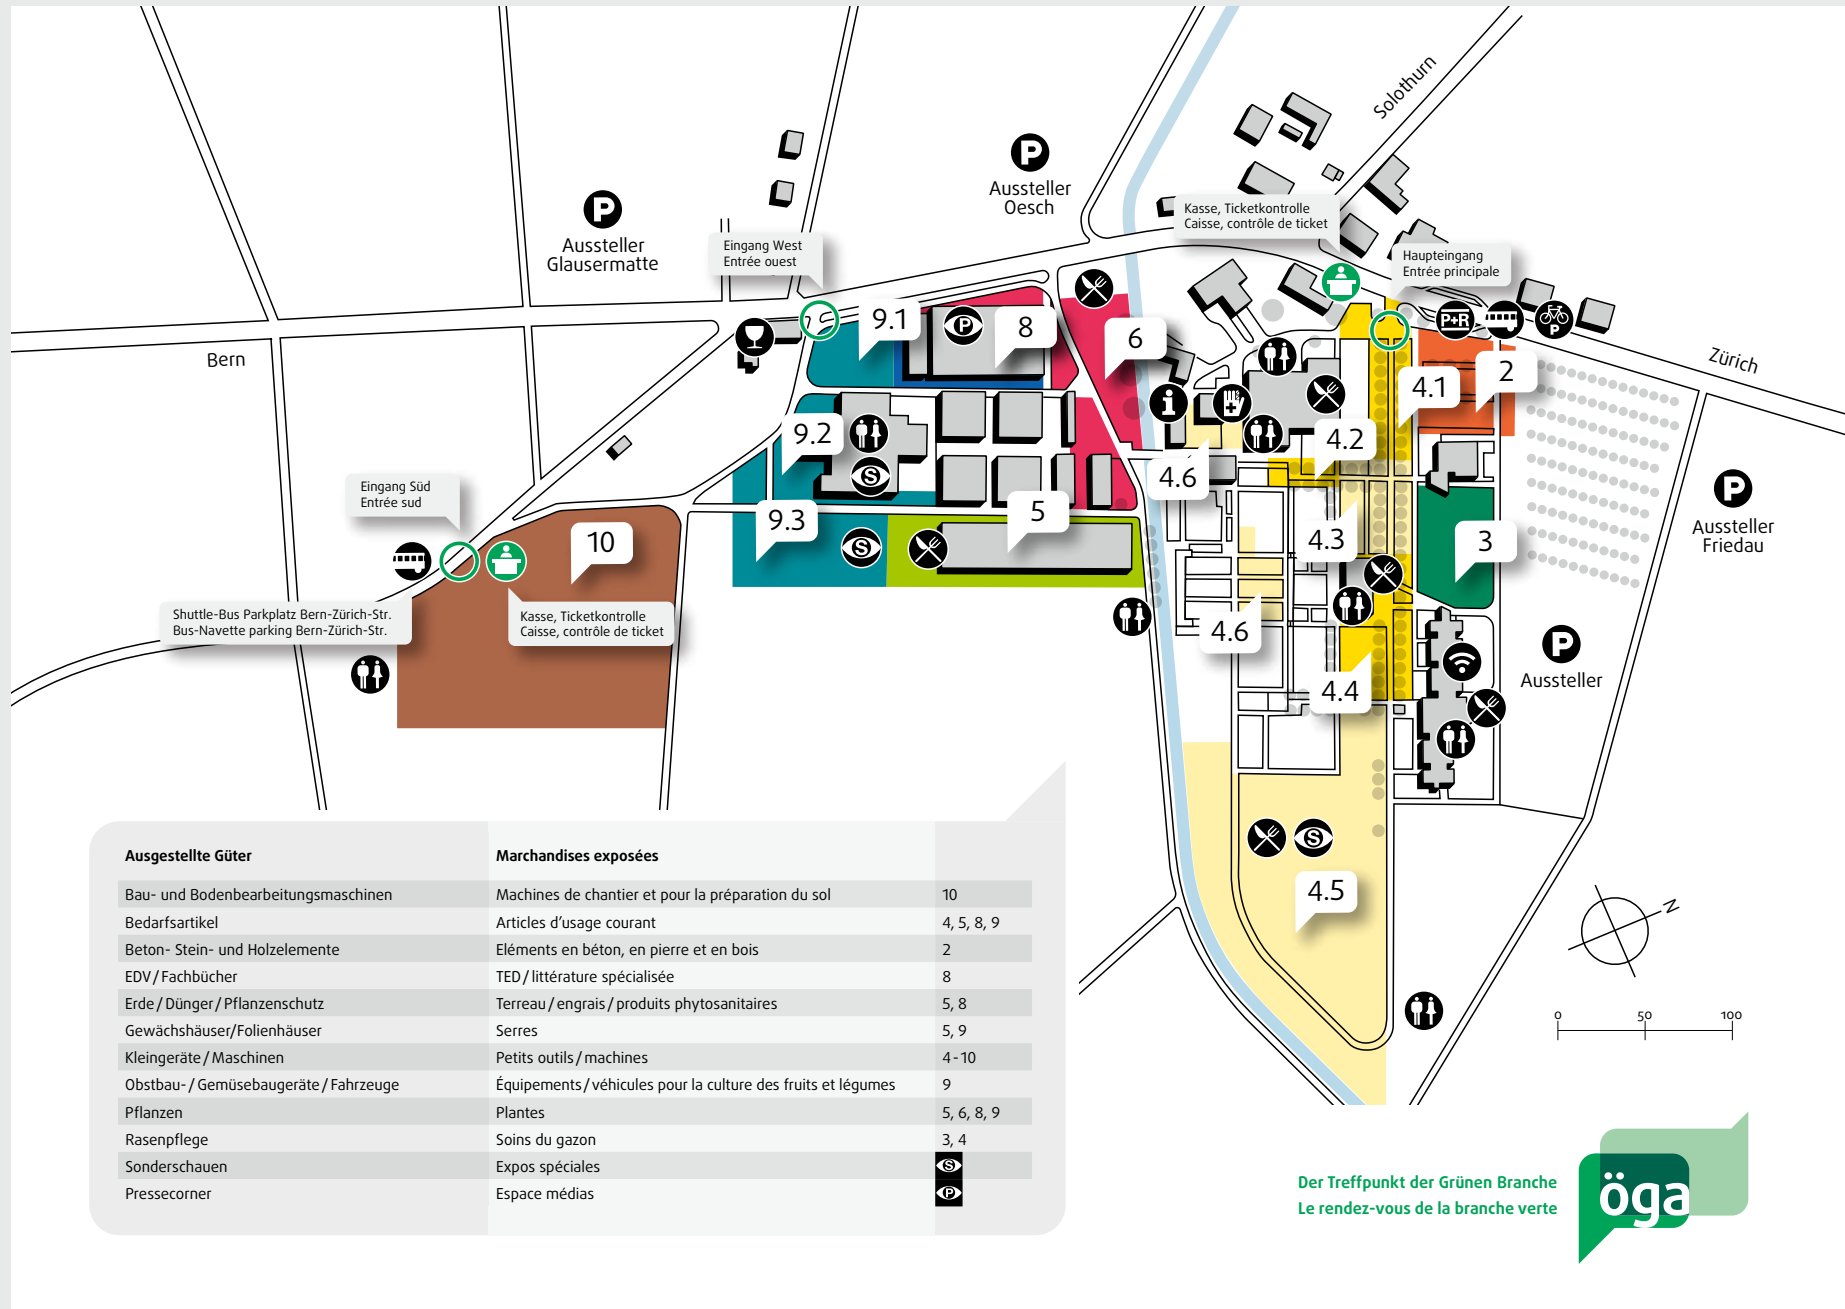 Solothurn
P
Aussteller
Oesch
P
Aussteller
Glausermatte
Kasse, Ticketkontrolle
Caisse, contrôle de ticket
Eingang West
Entrée ouest
Haupteingang
Entrée principale
9.1
P
8
6
P+R
P
Bern
Zürich
2
4.1
i
9.2
4.2
S
4.6
Eingang Süd
Entrée sud
P
Aussteller
Friedau
9.3
5
10
S
4.3
3
Shuttle-Bus Parkplatz Bern-Zürich-Str.
Bus-Navette parking Bern-Zürich-Str.
Kasse, Ticketkontrolle
Caisse, contrôle de ticket
4.6
P
Aussteller
4.4
S
4.5
N
0 50 100
Ausgestellte Güter Marchandises exposées
Bau- und Bodenbearbeitungsmaschinen Machines de chantier et pour la préparation du sol 10
Bedarfsartikel Articles d’usage courant 4, 5, 8, 9
Beton- Stein- und Holzelemente Eléments en béton, en pierre et en bois 2
EDV/Fachbücher TED/littérature spécialisée 8
Erde/Dünger/Pflanzenschutz Terreau/engrais/produits phytosanitaires 5, 8
Gewächshäuser/Folienhäuser Serres 5, 9
Kleingeräte/Maschinen Petits outils/machines 4-10
Obstbau-/Gemüsebaugeräte/Fahrzeuge Équipements/véhicules pour la culture des fruits et légumes 9
Pflanzen Plantes 5, 6, 8, 9
Rasenpflege Soins du gazon 3, 4
Sonderschauen Expos spéciales S
Pressecorner Espace médias P
Der Treffpunkt der Grünen Branche
Le rendez-vous de la branche verte
öga